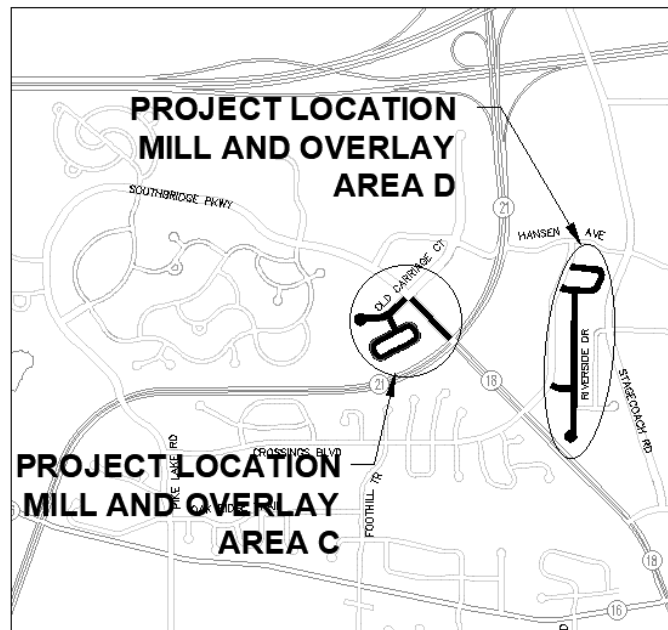 PROJECT LOCATION
MILL AND OVERLAY
AREA D
SOUTHBRIDGE PKWY
21
HANSEN AVE
OLD CARRIAGE CT
RIVERSIDE DR
STAGECOACH RD
21
18
CROSSINGS BLVD
PROJECT LOCATION
MILL AND OVERLAY
AREA C
PIKE LAKE RD
FOOTHILL TR
18
16